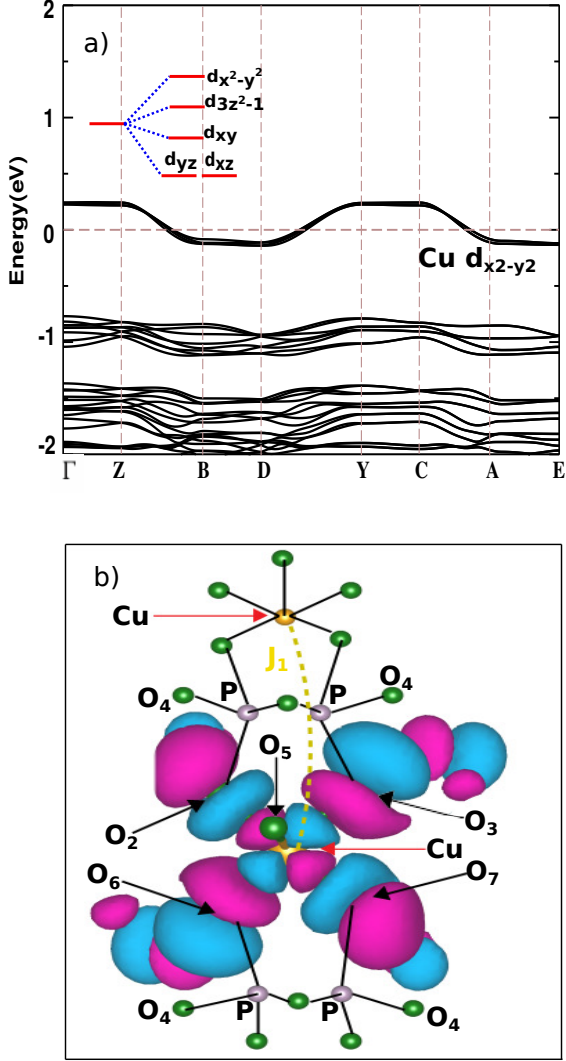 2
a)
dx²-y²
d3z²-1
1
dxy
dyz dxz
Energy(eV)
0
Cu dx2-y2
-1
-2
Γ Z B D Y C A E
b)
Cu
J1
P P O4
O4
O5
O2 O3
Cu
O6 O7
O4 P P O4